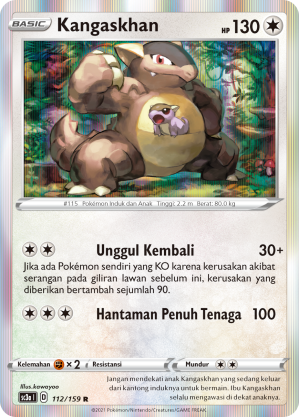 BASIC Kangaskhan HP 130
#115 Pokémon Induk dan Anak Tinggi: 2.2 m Berat: 80.0 kg
Unggul Kembali 30+
Jika ada Pokémon sendiri yang KO karena kerusakan akibat
serangan pada giliran lawan sebelum ini, kerusakan yang
diberikan bertambah sejumlah 90.
Hantaman Penuh Tenaga 100
Kelemahan ×2 Resistansi Mundur
Illus. kowoyoo
Jangan mendekati anak Kangaskhan yang sedang keluar
dari kantong induknya untuk bermain. Ibu Kangaskhan
selalu mengawasi di dekat anaknya.
D 112/159 R
©2021 Pokémon/Nintendo/Creatures/GAME FREAK